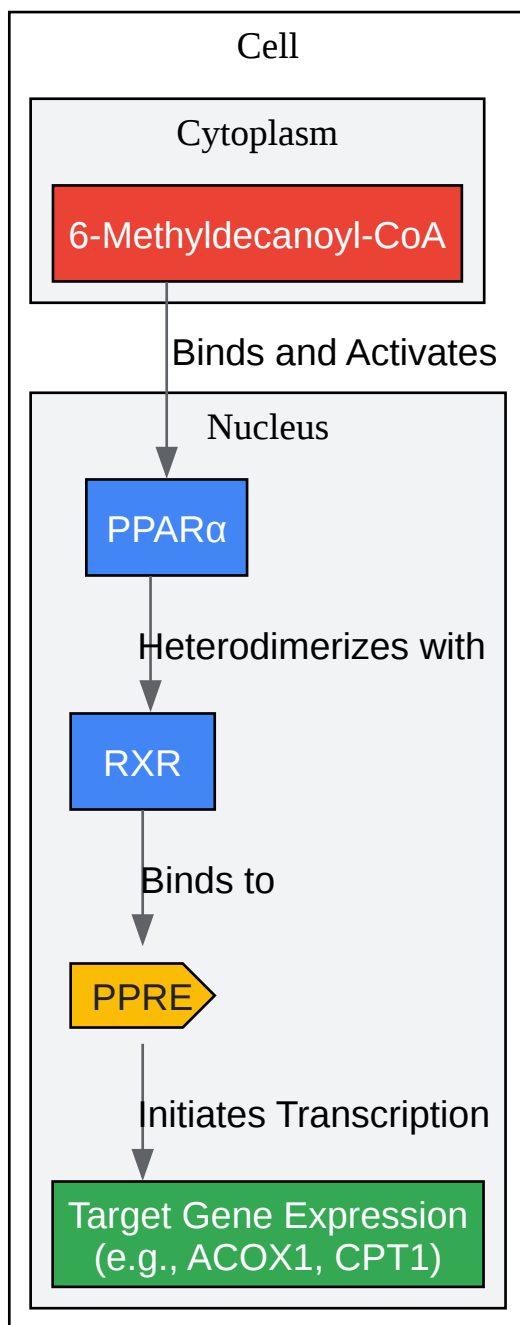 Cell
Cytoplasm
6-Methyldecanoyl-CoA
Binds and Activates
Nucleus
PPARα
Heterodimerizes with
RXR
Binds to
PPRE
Initiates Transcription
Target Gene Expression
(e.g., ACOX1, CPT1)